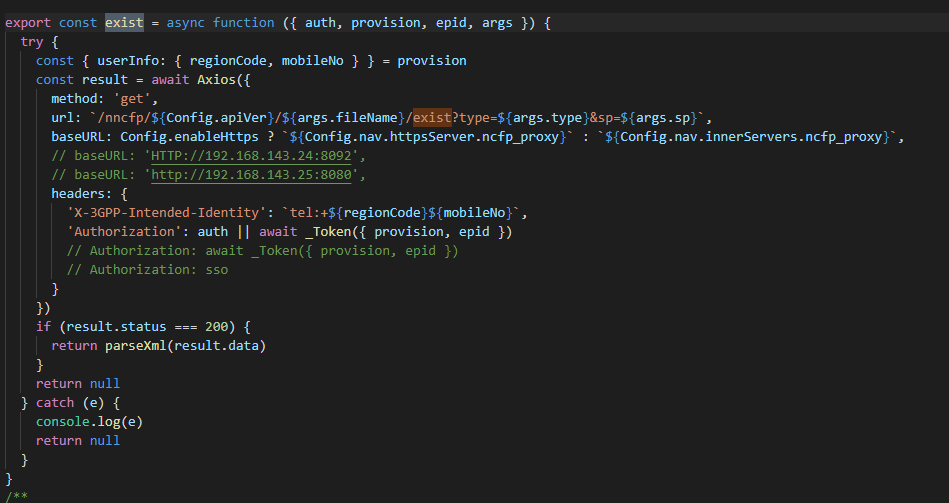 export const exist = async function ({ auth, provision, epid, args }) {
try {
const { userInfo: { regionCode, mobileNo } } = provision
const result = await Axios({
method: 'get',
url: `/nncfp/${Config.apiVer}/${args.fileName}/exist?type=${args.type}&sp=${args.sp}`,
baseURL: Config.enableHttps ? `${Config.nav.httpsServer.ncfp_proxy}` : `${Config.nav.innerServers.ncfp_proxy}`,
// baseURL: 'HTTP://192.168.143.24:8092',
// baseURL: 'http://192.168.143.25:8080',
headers: {
'X-3GPP-Intended-Identity': `tel:+${regionCode}${mobileNo}`,
'Authorization': auth || await _Token({ provision, epid })
// Authorization: await _Token({ provision, epid })
// Authorization: sso
}
})
if (result.status === 200) {
return parseXml(result.data)
}
return null
} catch (e) {
console.log(e)
return null
}
}
/**